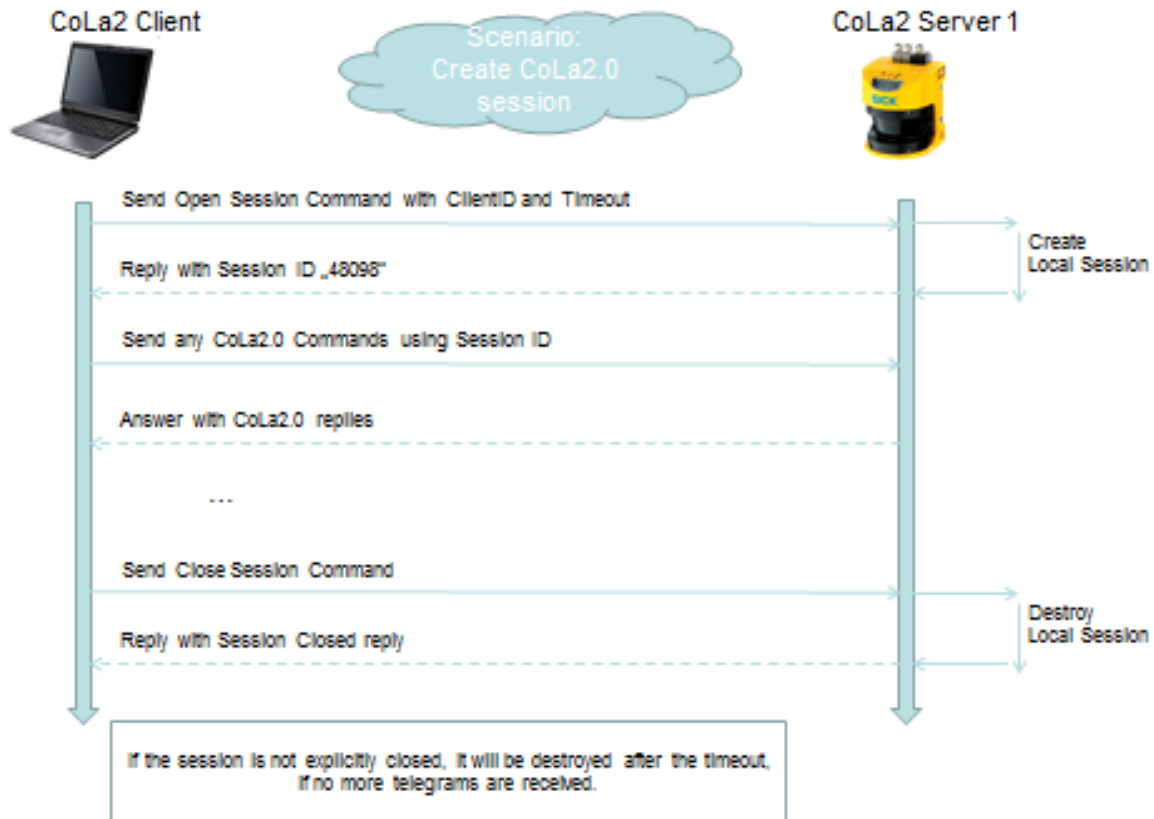 CoLa2 Client
Scenario:
Create CoLa2.0
session
CoLa2 Server 1
SICK
Send Open Session Command with ClientID and Timeout
Create
Local Session
Reply with Session ID „48098“
Send any CoLa2.0 Commands using Session ID
Answer with CoLa2.0 replies
...
Send Close Session Command
Destroy
Local Session
Reply with Session Closed reply
If the session is not explicitly closed, it will be destroyed after the timeout,
if no more telegrams are received.